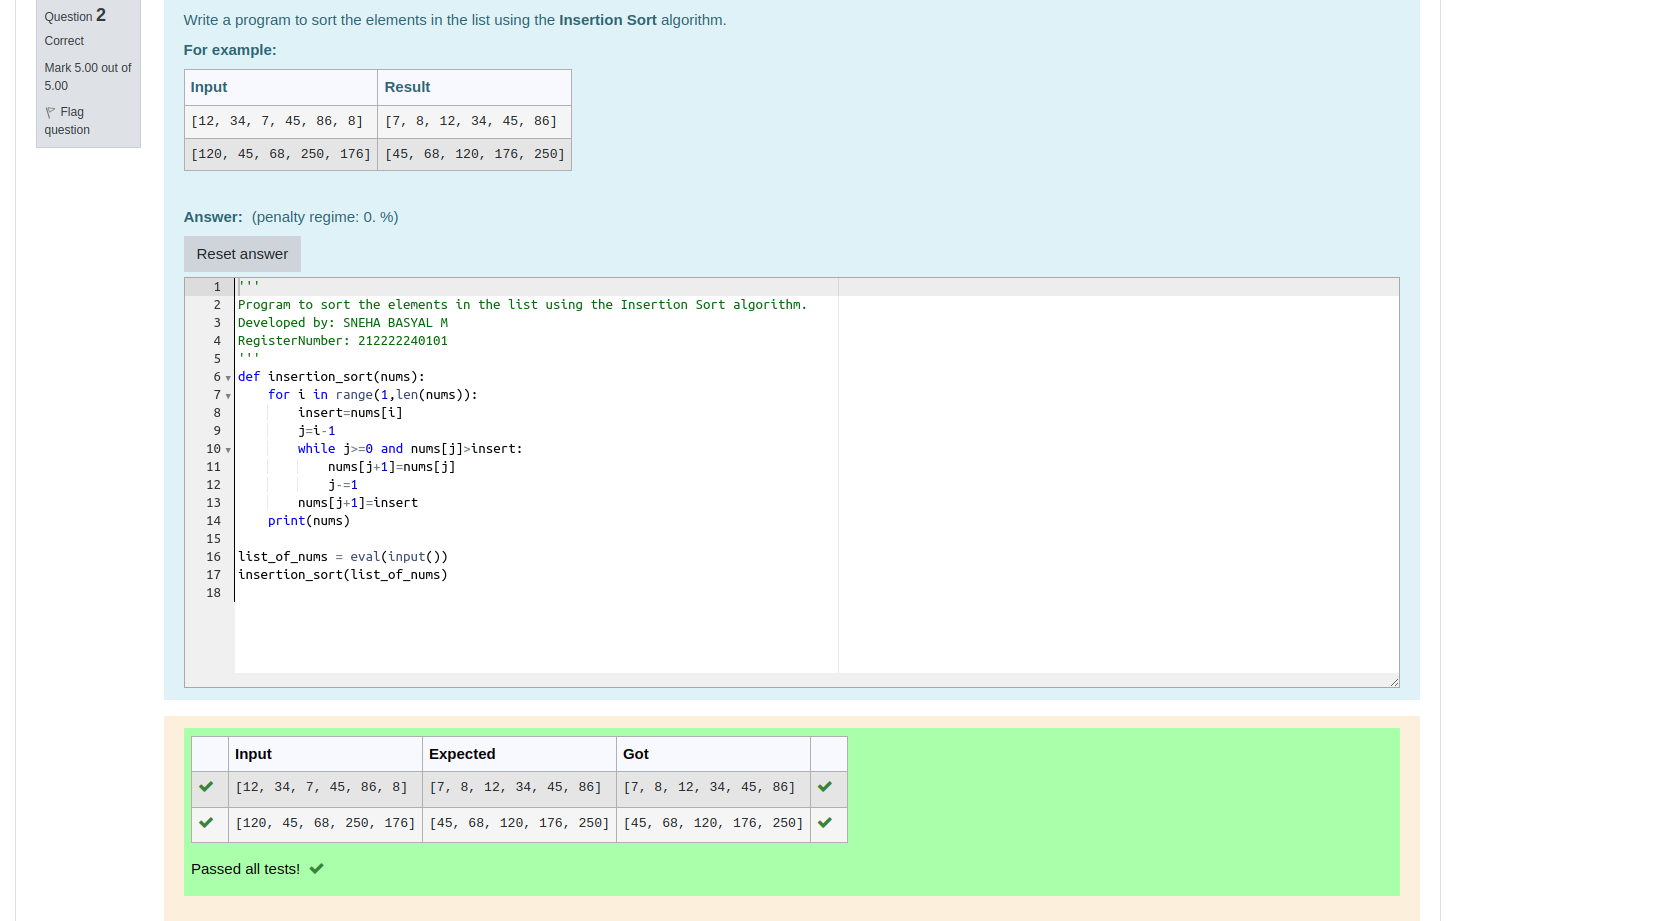 Question 2
Correct
Mark 5.00 out of
5.00
Flag
question
Write a program to sort the elements in the list using the Insertion Sort algorithm.
For example:
Input Result
[12, 34, 7, 45, 86, 8] [7, 8, 12, 34, 45, 86]
[120, 45, 68, 250, 176] [45, 68, 120, 176, 250]
Answer: (penalty regime: 0. %)
Reset answer
1 '''
2 Program to sort the elements in the list using the Insertion Sort algorithm.
3 Developed by: SNEHA BASYAL M
4 RegisterNumber: 212222240101
5 '''
6 def insertion_sort(nums):
7     for i in range(1,len(nums)):
8         insert=nums[i]
9         j=i-1
10         while j>=0 and nums[j]>insert:
11             nums[j+1]=nums[j]
12             j-=1
13         nums[j+1]=insert
14     print(nums)
15
16 list_of_nums = eval(input())
17 insertion_sort(list_of_nums)
18
Input Expected Got
[12, 34, 7, 45, 86, 8] [7, 8, 12, 34, 45, 86] [7, 8, 12, 34, 45, 86]
[120, 45, 68, 250, 176] [45, 68, 120, 176, 250] [45, 68, 120, 176, 250]
Passed all tests!